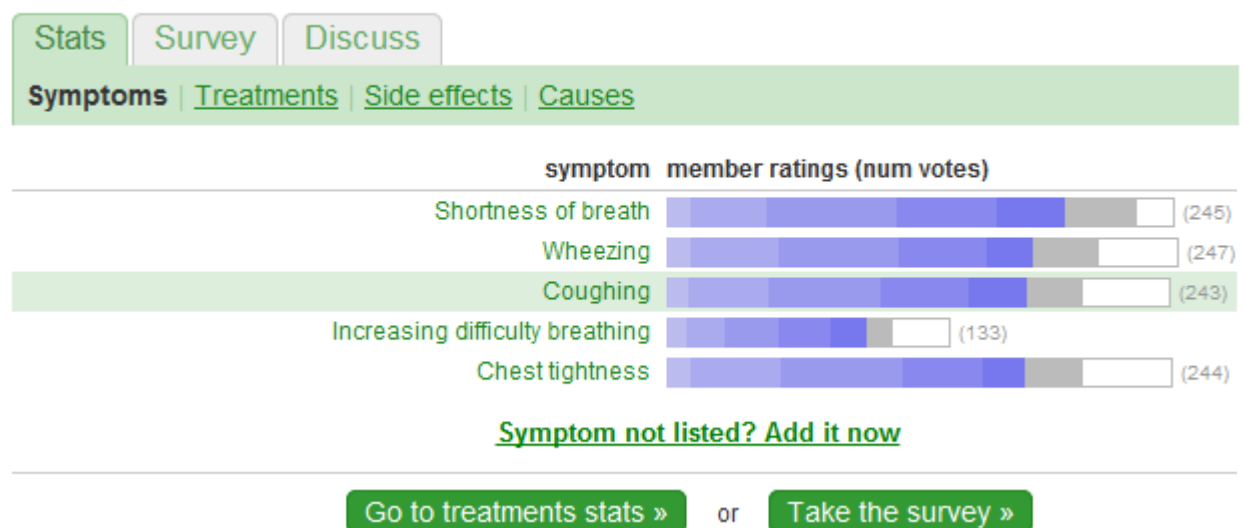 Stats Survey Discuss
Symptoms | Treatments | Side effects | Causes
symptom member ratings (num votes)
Shortness of breath (245)
Wheezing (247)
Coughing (243)
Increasing difficulty breathing (133)
Chest tightness (244)
Symptom not listed? Add it now
Go to treatments stats » or Take the survey »